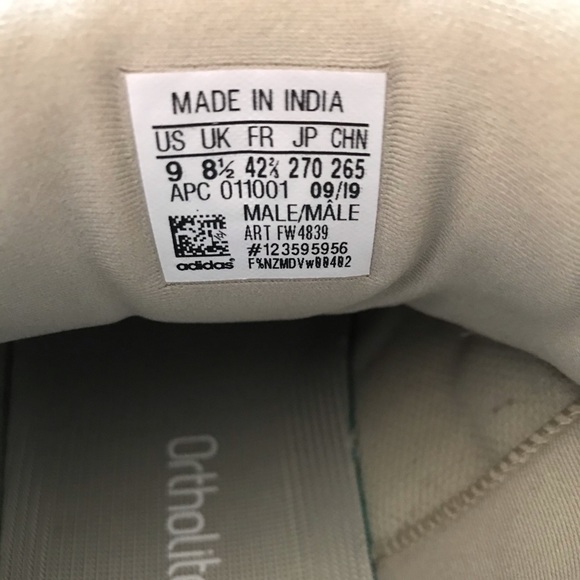 MADE IN INDIA
US UK FR JP CHN
9 8½ 42⅔ 270 265
APC 011001 09/19
MALE/MÂLE
ART FW4839
#123595956
adidas F%NZMDVw00402
Ortholite